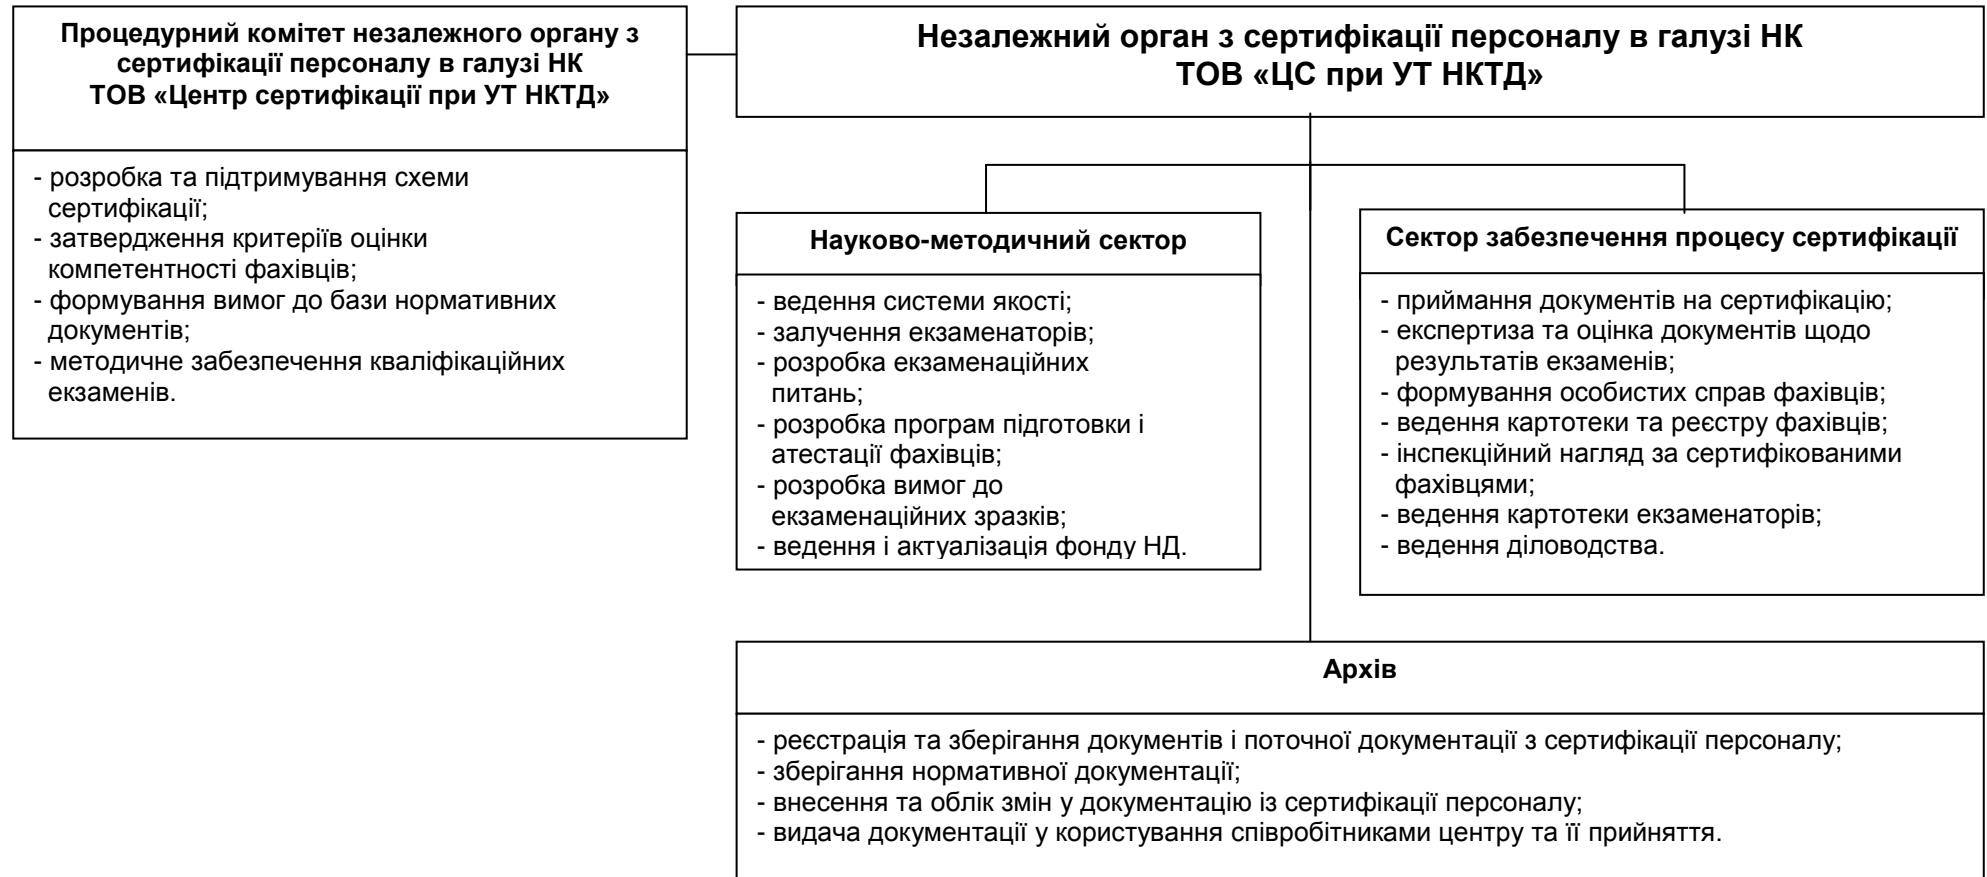 Процедурний комітет незалежного органу з
сертифікації персоналу в галузі НК
ТОВ «Центр сертифікації при УТ НКТД»
- розробка та підтримування схеми
сертифікації;
- затвердження критеріїв оцінки
компетентності фахівців;
- формування вимог до бази нормативних
документів;
- методичне забезпечення кваліфікаційних
екзаменів.
Незалежний орган з сертифікації персоналу в галузі НК
ТОВ «ЦС при УТ НКТД»
Науково-методичний сектор
- ведення системи якості;
- залучення екзаменаторів;
- розробка екзаменаційних
питань;
- розробка програм підготовки і
атестації фахівців;
- розробка вимог до
екзаменаційних зразків;
- ведення і актуалізація фонду НД.
Сектор забезпечення процесу сертифікації
- приймання документів на сертифікацію;
- експертиза та оцінка документів щодо
результатів екзаменів;
- формування особистих справ фахівців;
- ведення картотеки та реєстру фахівців;
- інспекційний нагляд за сертифікованими
фахівцями;
- ведення картотеки екзаменаторів;
- ведення діловодства.
Архів
- реєстрація та зберігання документів і поточної документації з сертифікації персоналу;
- зберігання нормативної документації;
- внесення та облік змін у документацію із сертифікації персоналу;
- видача документації у користування співробітниками центру та її прийняття.